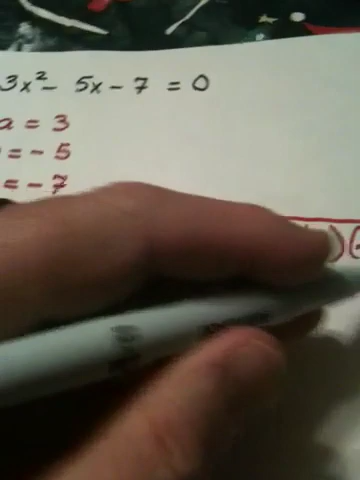 3x² - 5x - 7 = 0
a = 3
= - 5
= - 7